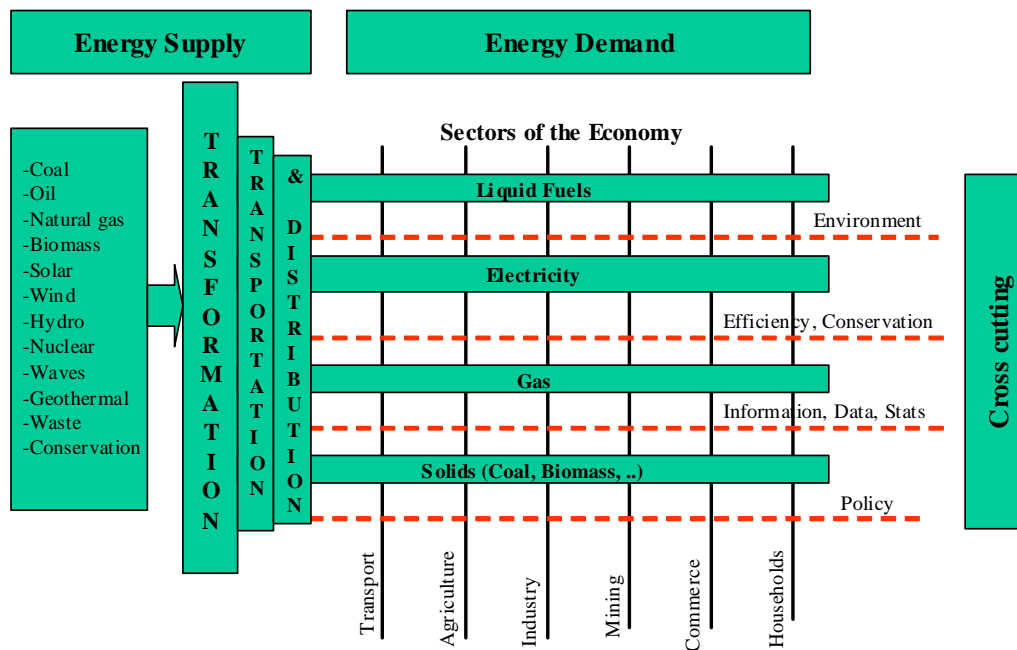 Energy Supply
Energy Demand
-Coal
-Oil
-Natural gas
-Biomass
-Solar
-Wind
-Hydro
-Nuclear
-Waves
-Geothermal
-Waste
-Conservation
TRANSFORMATION
TRANSPORTATION
& DISTRIBUTION
Sectors of the Economy
Liquid Fuels
Environment
Electricity
Efficiency, Conservation
Gas
Information, Data, Stats
Solids (Coal, Biomass, ..)
Policy
Transport
Agriculture
Industry
Mining
Commerce
Households
Cross cutting